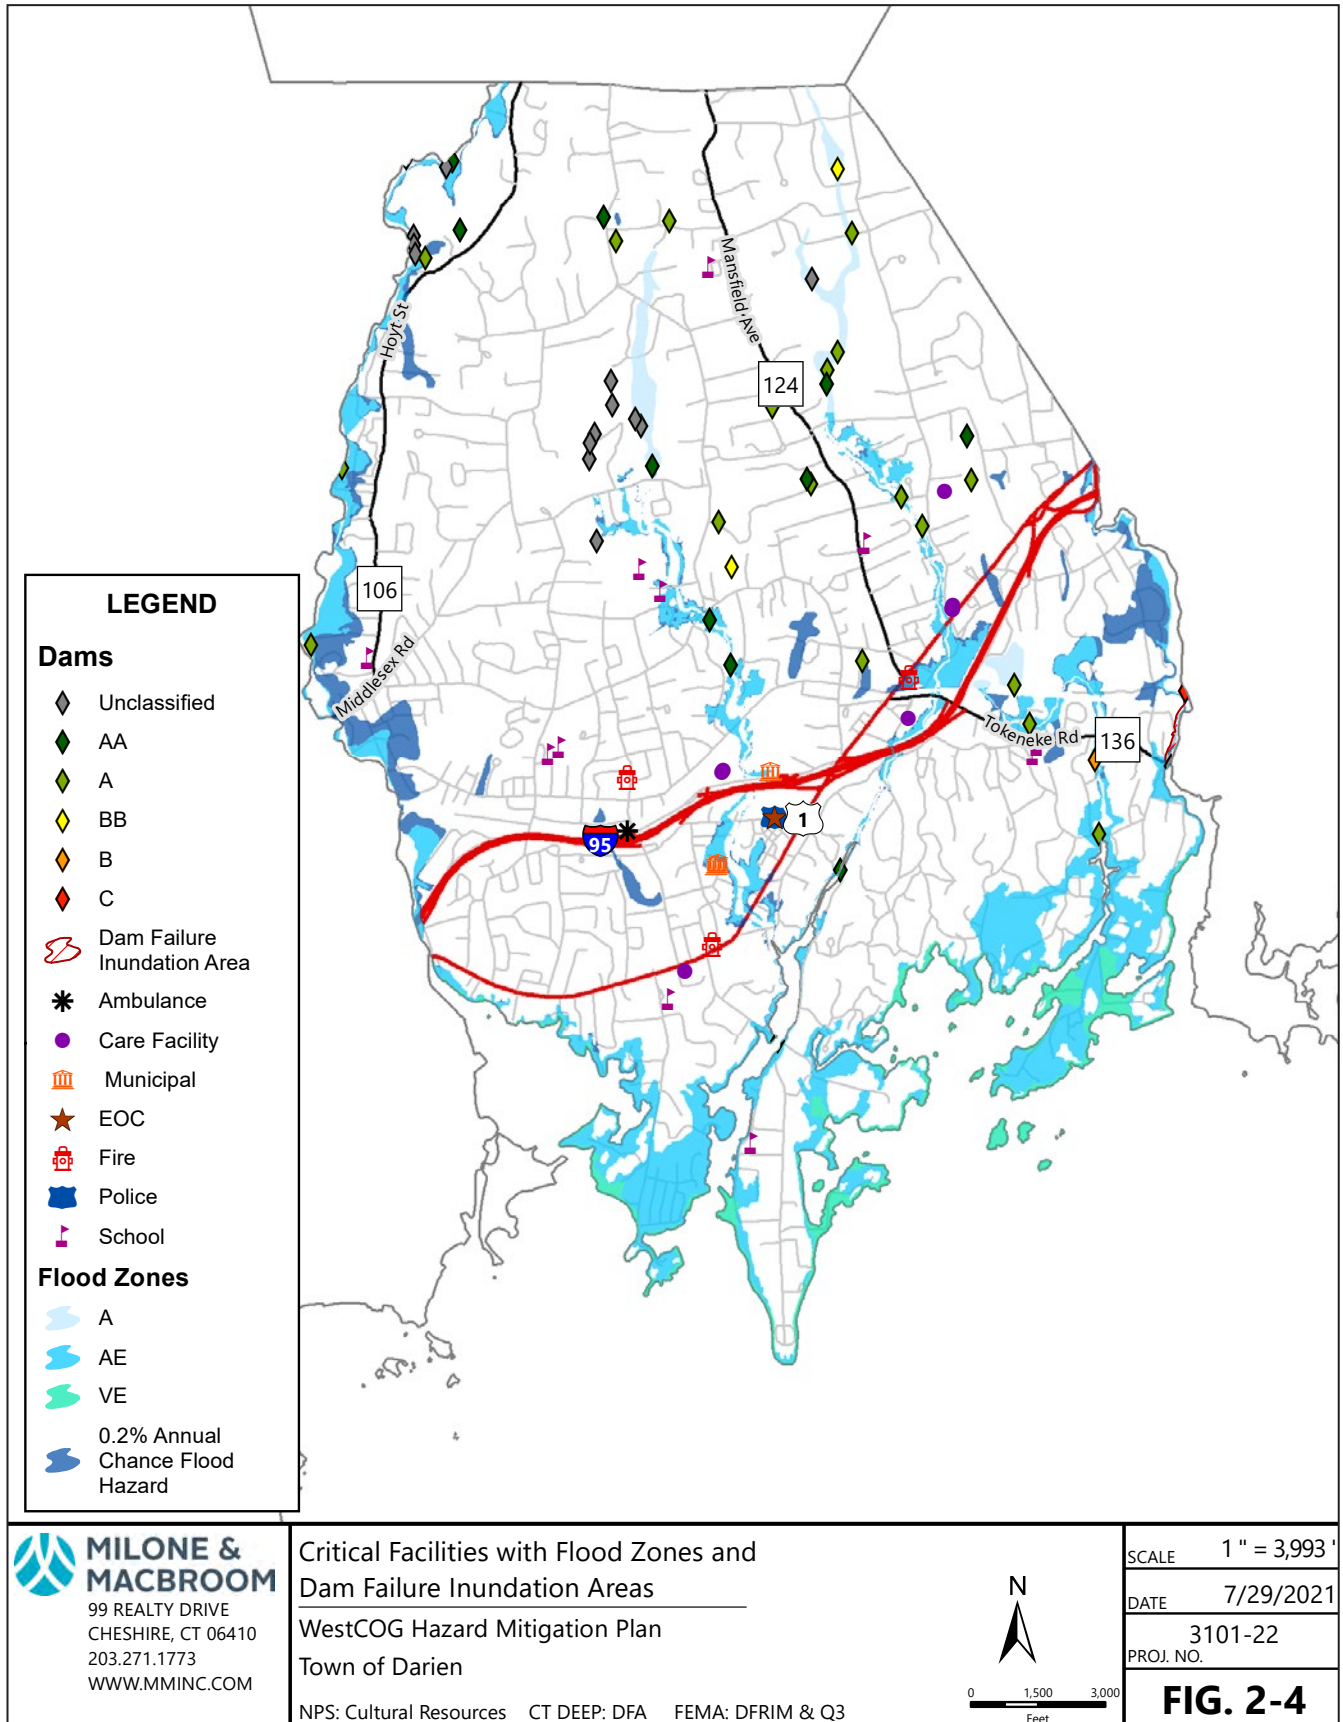 Hoyt St
Mansfield Ave
124
106
Middlesex Rd
Tokeneke Rd
136
95
1
LEGEND
Dams
Unclassified
AA
A
BB
B
C
Dam Failure
Inundation Area
Ambulance
Care Facility
Municipal
EOC
Fire
Police
School
Flood Zones
A
AE
VE
0.2% Annual
Chance Flood
Hazard
MILONE &
MACBROOM
99 REALTY DRIVE
CHESHIRE, CT 06410
203.271.1773
WWW.MMINC.COM
Critical Facilities with Flood Zones and
Dam Failure Inundation Areas
WestCOG Hazard Mitigation Plan
Town of Darien
NPS: Cultural Resources CT DEEP: DFA FEMA: DFRIM & Q3
N
0 1,500 3,000
Feet
SCALE 1 " = 3,993 '
DATE 7/29/2021
3101-22
PROJ. NO.
FIG. 2-4